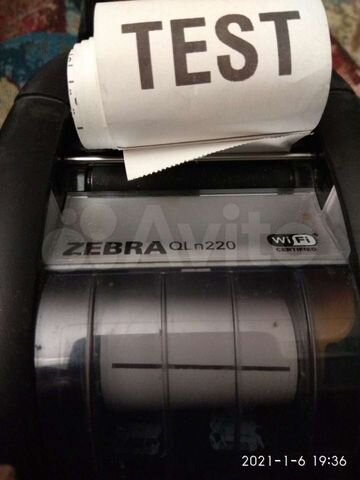 TEST
Avito
ZEBRA QLn220
WiFi
CERTIFIED
2021-1-6 19:36